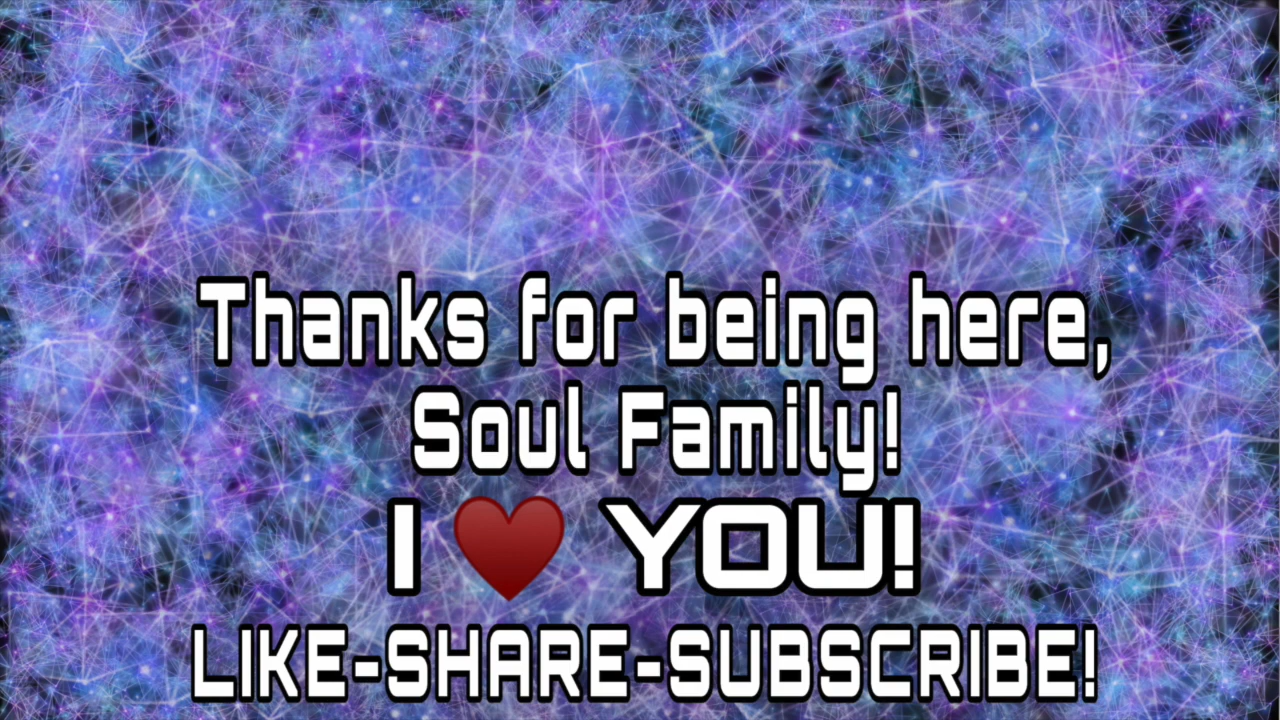 Thanks for being here,
Soul Family!
I ❤ YOU!
LIKE-SHARE-SUBSCRIBE!